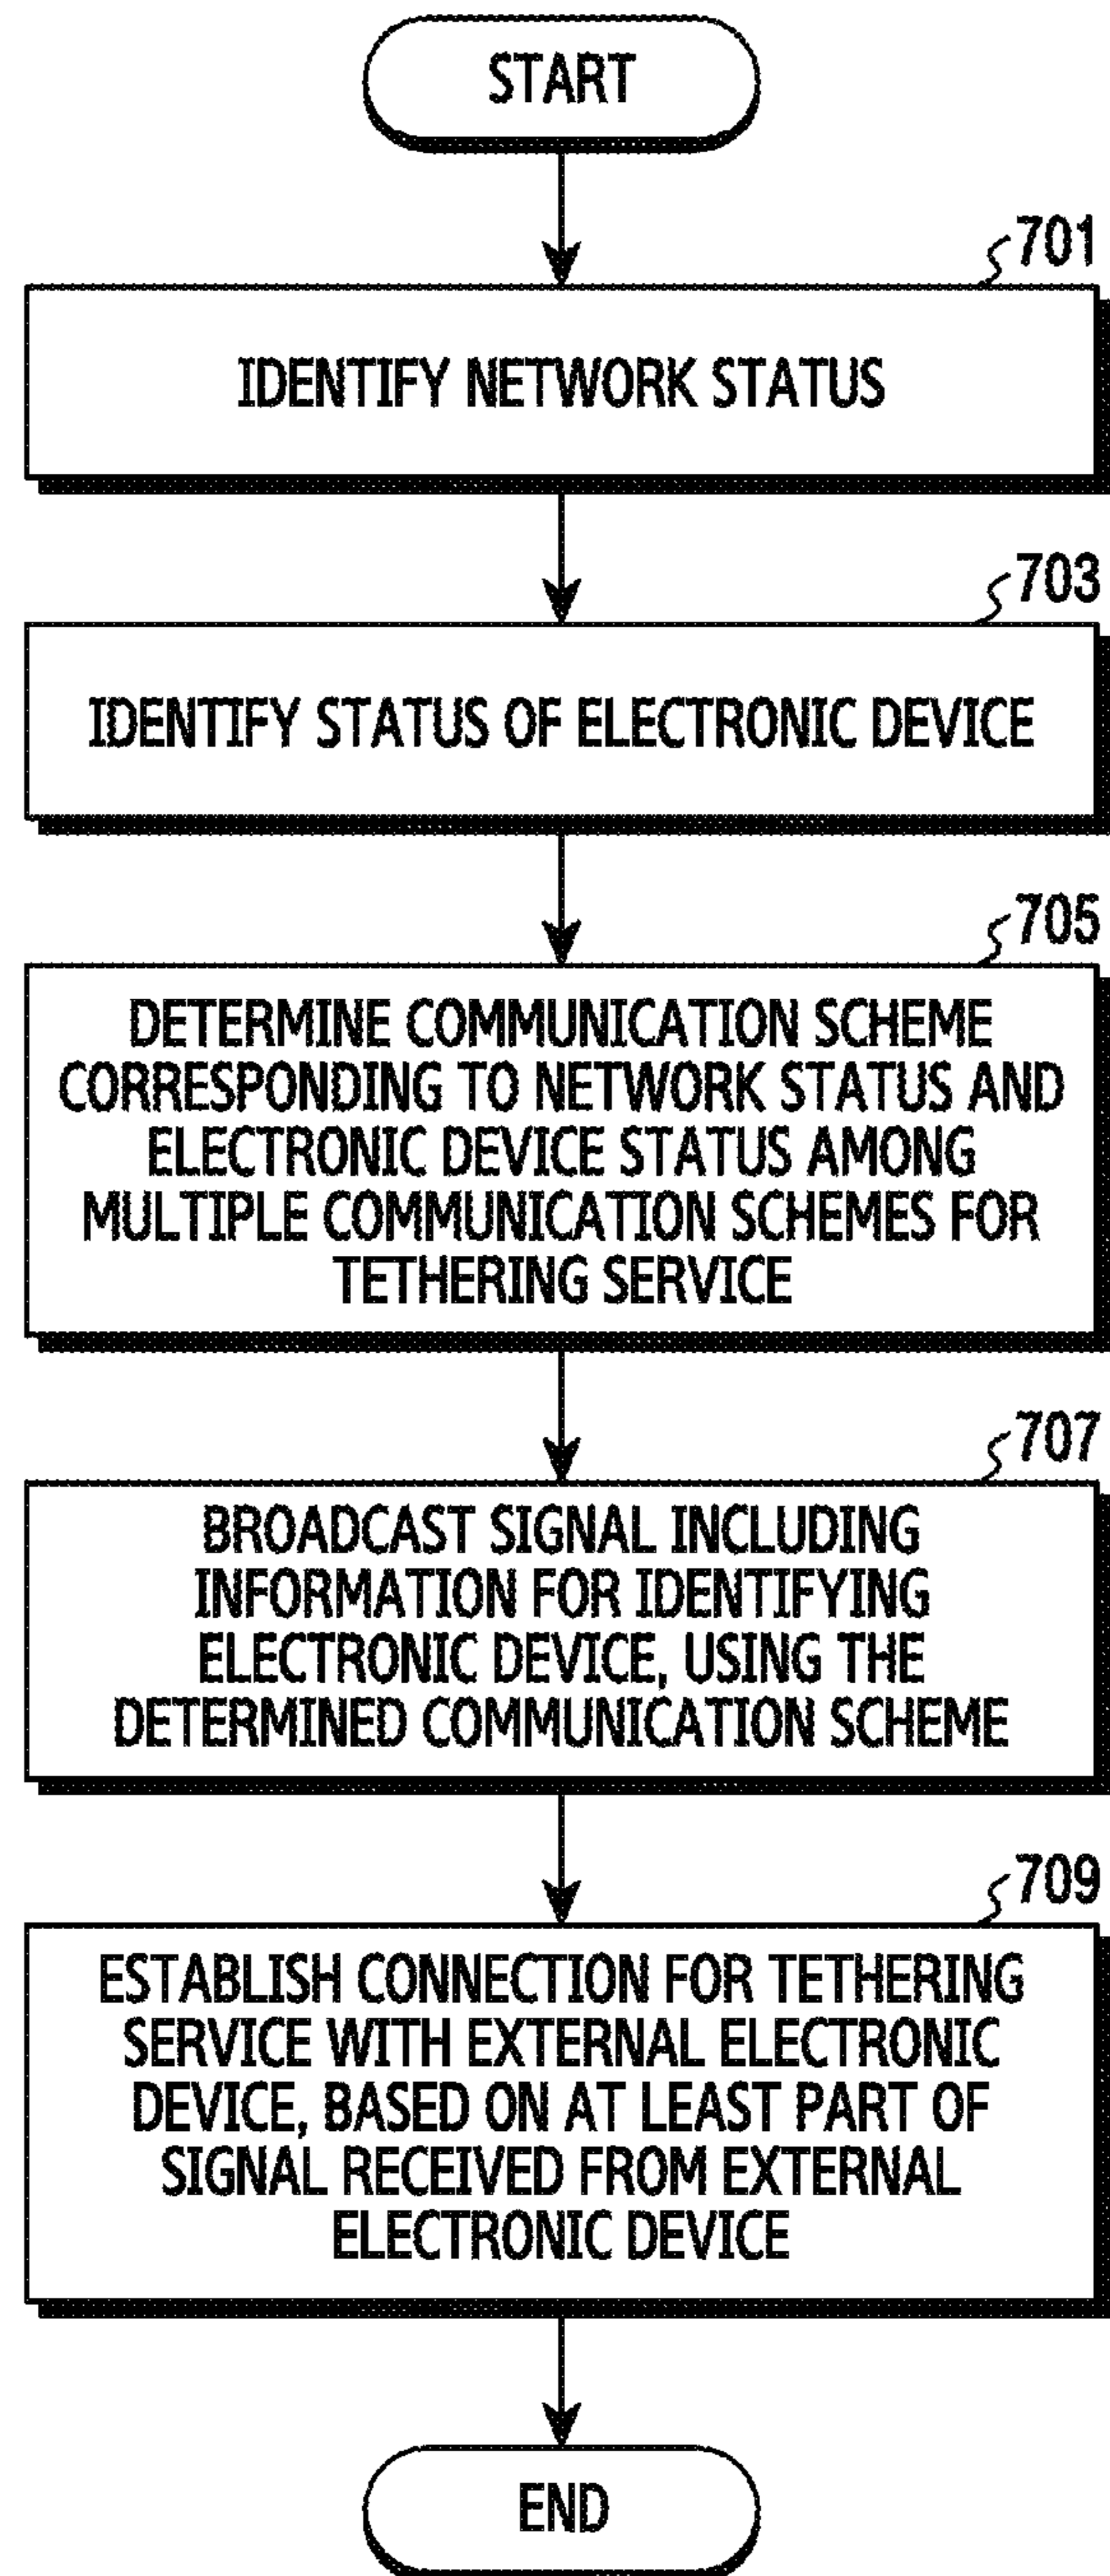 START
701
IDENTIFY NETWORK STATUS
703
IDENTIFY STATUS OF ELECTRONIC DEVICE
705
DETERMINE COMMUNICATION SCHEME
CORRESPONDING TO NETWORK STATUS AND
ELECTRONIC DEVICE STATUS AMONG
MULTIPLE COMMUNICATION SCHEMES FOR
TETHERING SERVICE
707
BROADCAST SIGNAL INCLUDING
INFORMATION FOR IDENTIFYING
ELECTRONIC DEVICE, USING THE
DETERMINED COMMUNICATION SCHEME
709
ESTABLISH CONNECTION FOR TETHERING
SERVICE WITH EXTERNAL ELECTRONIC
DEVICE, BASED ON AT LEAST PART OF
SIGNAL RECEIVED FROM EXTERNAL
ELECTRONIC DEVICE
END